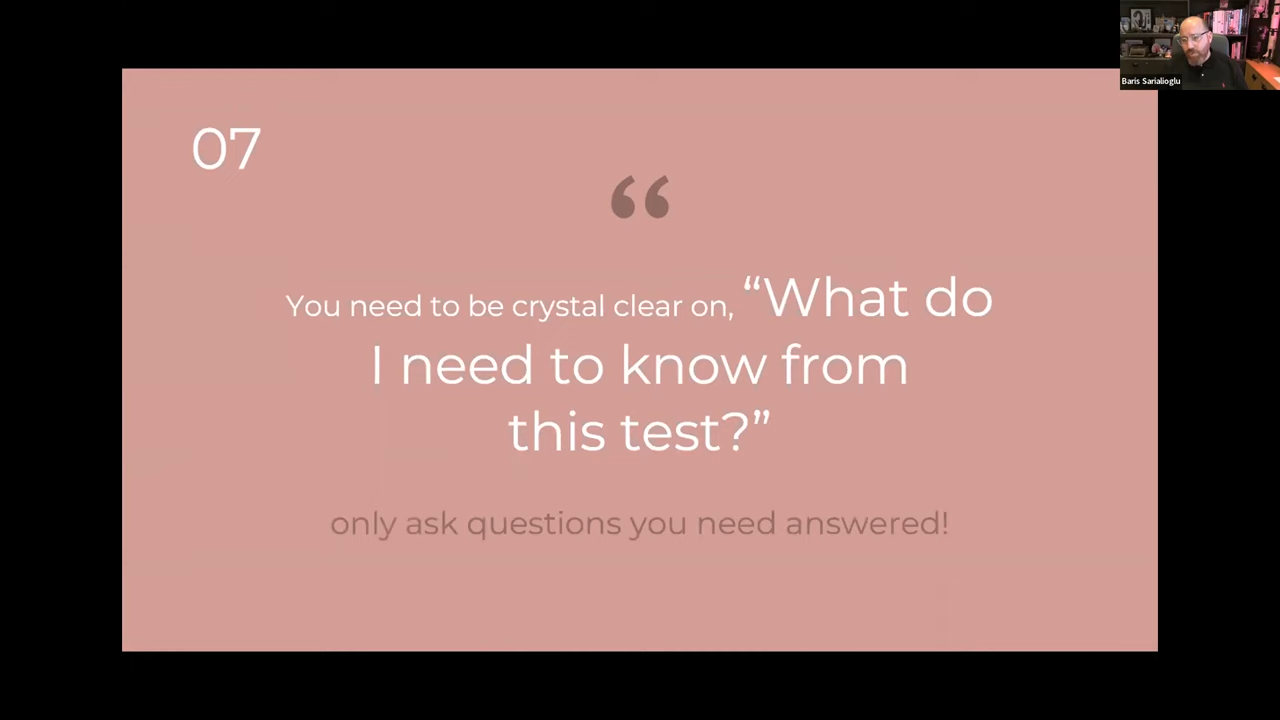 Baris Sarialioglu
07
“
You need to be crystal clear on, “What do
I need to know from
this test?”
only ask questions you need answered!